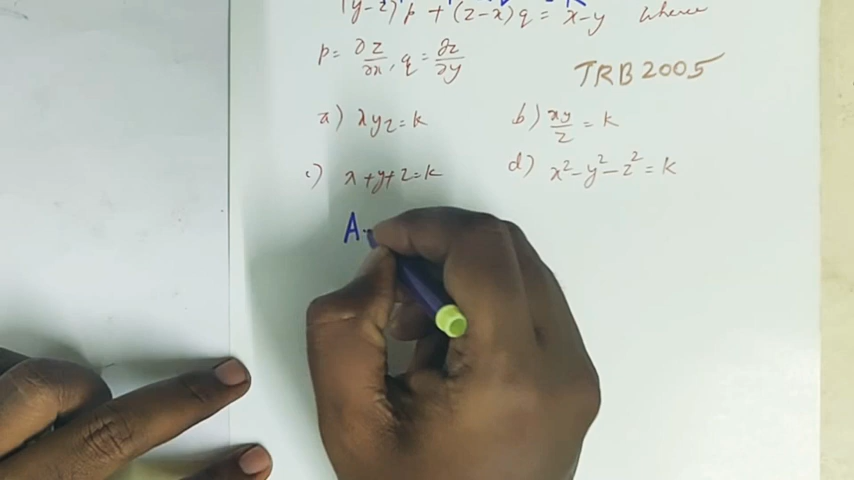 (y-z)p + (z-x)q = x-y where
p = ∂z/∂x, q = ∂z/∂y
TRB 2005
a) xyz = k b) xy/z = k
c) x+y+z = k d) x²-y²-z² = k
A